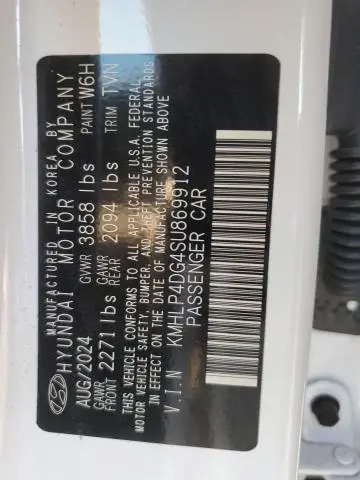 MANUFACTURED IN KOREA BY
HYUNDAI MOTOR COMPANY
AUG/2024 GVWR 3858 lbs PAINT W6H
GAWR FRONT 2271 lbs GAWR REAR 2094 lbs TRIM TVN
THIS VEHICLE CONFORMS TO ALL APPLICABLE U.S.A. FEDERAL
MOTOR VEHICLE SAFETY, BUMPER, AND THEFT PREVENTION STANDARDS
IN EFFECT ON THE DATE OF MANUFACTURE SHOWN ABOVE.
V.I.N KMHLP4DG4SU869912
PASSENGER CAR